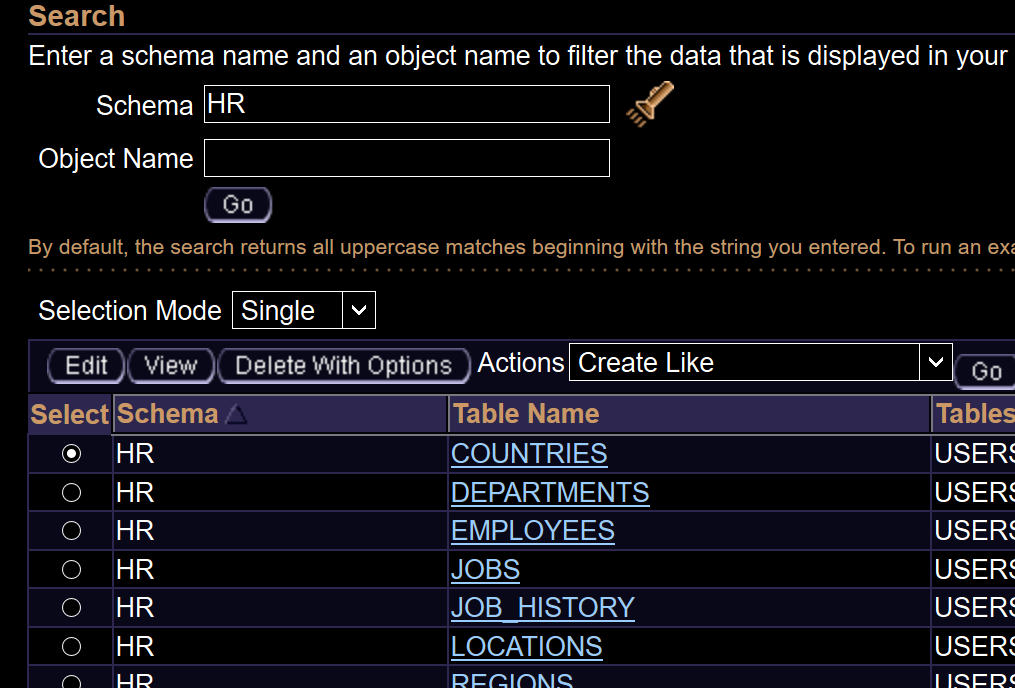 Search
Enter a schema name and an object name to filter the data that is displayed in your
Schema HR
Object Name
Go
By default, the search returns all uppercase matches beginning with the string you entered. To run an exa
Selection Mode Single
Edit View Delete With Options Actions Create Like Go
Select Schema Table Name Tables
HR COUNTRIES USERS
HR DEPARTMENTS USERS
HR EMPLOYEES USERS
HR JOBS USERS
HR JOB_HISTORY USERS
HR LOCATIONS USERS
HR REGIONS USERS